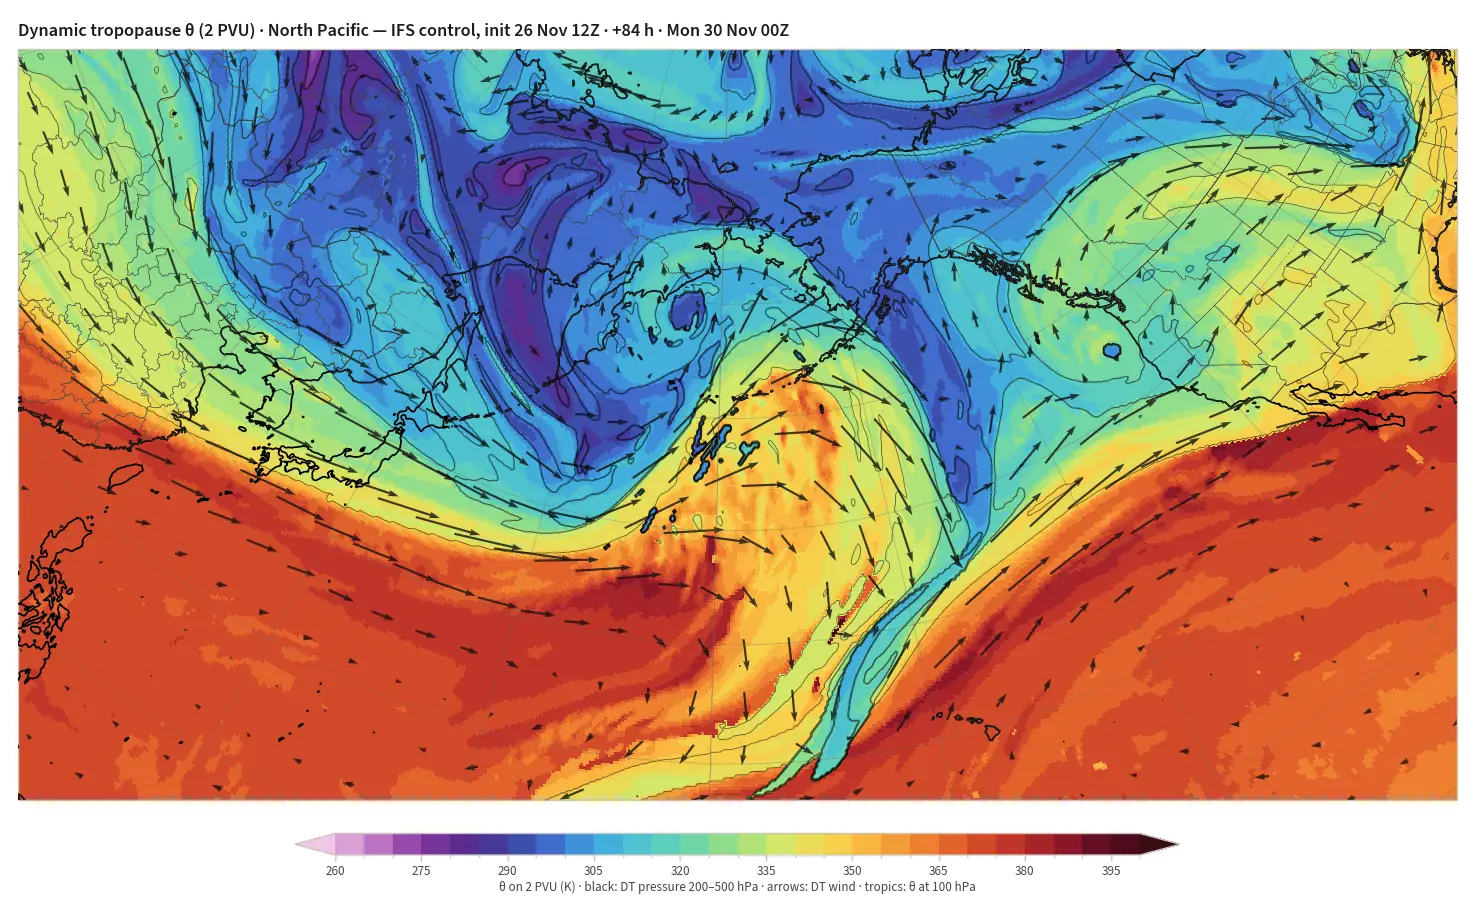 Dynamic tropopause θ (2 PVU) · North Pacific — IFS control, init 26 Nov 12Z · +84 h · Mon 30 Nov 00Z
260 275 290 305 320 335 350 365 380 395
θ on 2 PVU (K) · black: DT pressure 200–500 hPa · arrows: DT wind · tropics: θ at 100 hPa